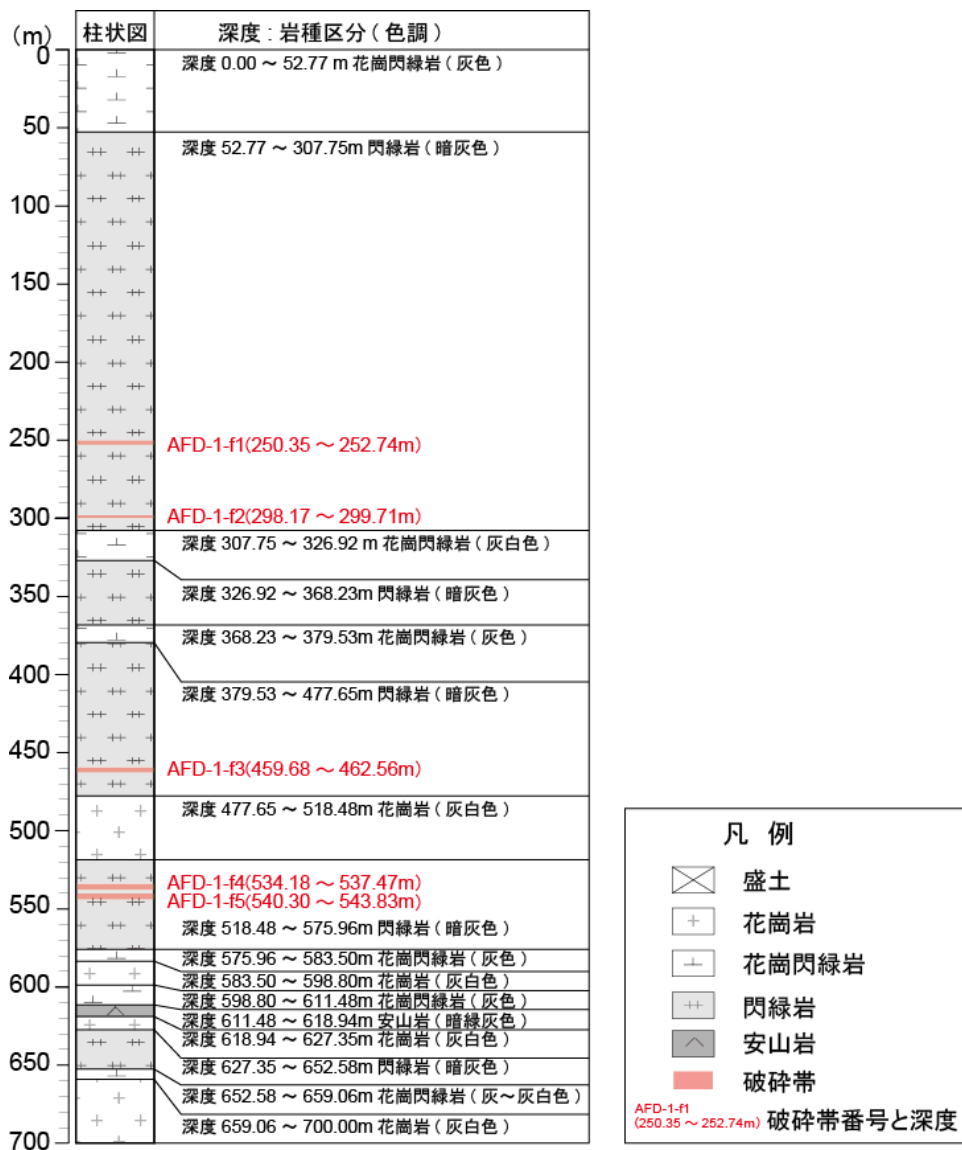 (m) 柱状図 深度 : 岩種区分 ( 色調 )
0
深度 0.00 ～ 52.77 m 花崗閃緑岩 ( 灰色 )
50
深度 52.77 ～ 307.75m 閃緑岩 ( 暗灰色 )
100
150
200
250
AFD-1-f1(250.35 ～ 252.74m)
300
AFD-1-f2(298.17 ～ 299.71m)
深度 307.75 ～ 326.92 m 花崗閃緑岩 ( 灰白色 )
350
深度 326.92 ～ 368.23m 閃緑岩 ( 暗灰色 )
深度 368.23 ～ 379.53m 花崗閃緑岩 ( 灰色 )
400
深度 379.53 ～ 477.65m 閃緑岩 ( 暗灰色 )
450
AFD-1-f3(459.68 ～ 462.56m)
深度 477.65 ～ 518.48m 花崗岩 ( 灰白色 )
500
AFD-1-f4(534.18 ～ 537.47m)
AFD-1-f5(540.30 ～ 543.83m)
550
深度 518.48 ～ 575.96m 閃緑岩 ( 暗灰色 )
深度 575.96 ～ 583.50m 花崗閃緑岩 ( 灰色 )
深度 583.50 ～ 598.80m 花崗岩 ( 灰白色 )
600
深度 598.80 ～ 611.48m 花崗閃緑岩 ( 灰色 )
深度 611.48 ～ 618.94m 安山岩 ( 暗緑灰色 )
深度 618.94 ～ 627.35m 花崗岩 ( 灰白色 )
650
深度 627.35 ～ 652.58m 閃緑岩 ( 暗灰色 )
深度 652.58 ～ 659.06m 花崗閃緑岩 ( 灰～灰白色 )
深度 659.06 ～ 700.00m 花崗岩 ( 灰白色 )
700
凡 例
盛土
花崗岩
花崗閃緑岩
閃緑岩
安山岩
破砕帯
AFD-1-f1
(250.35 ～ 252.74m) 破砕帯番号と深度